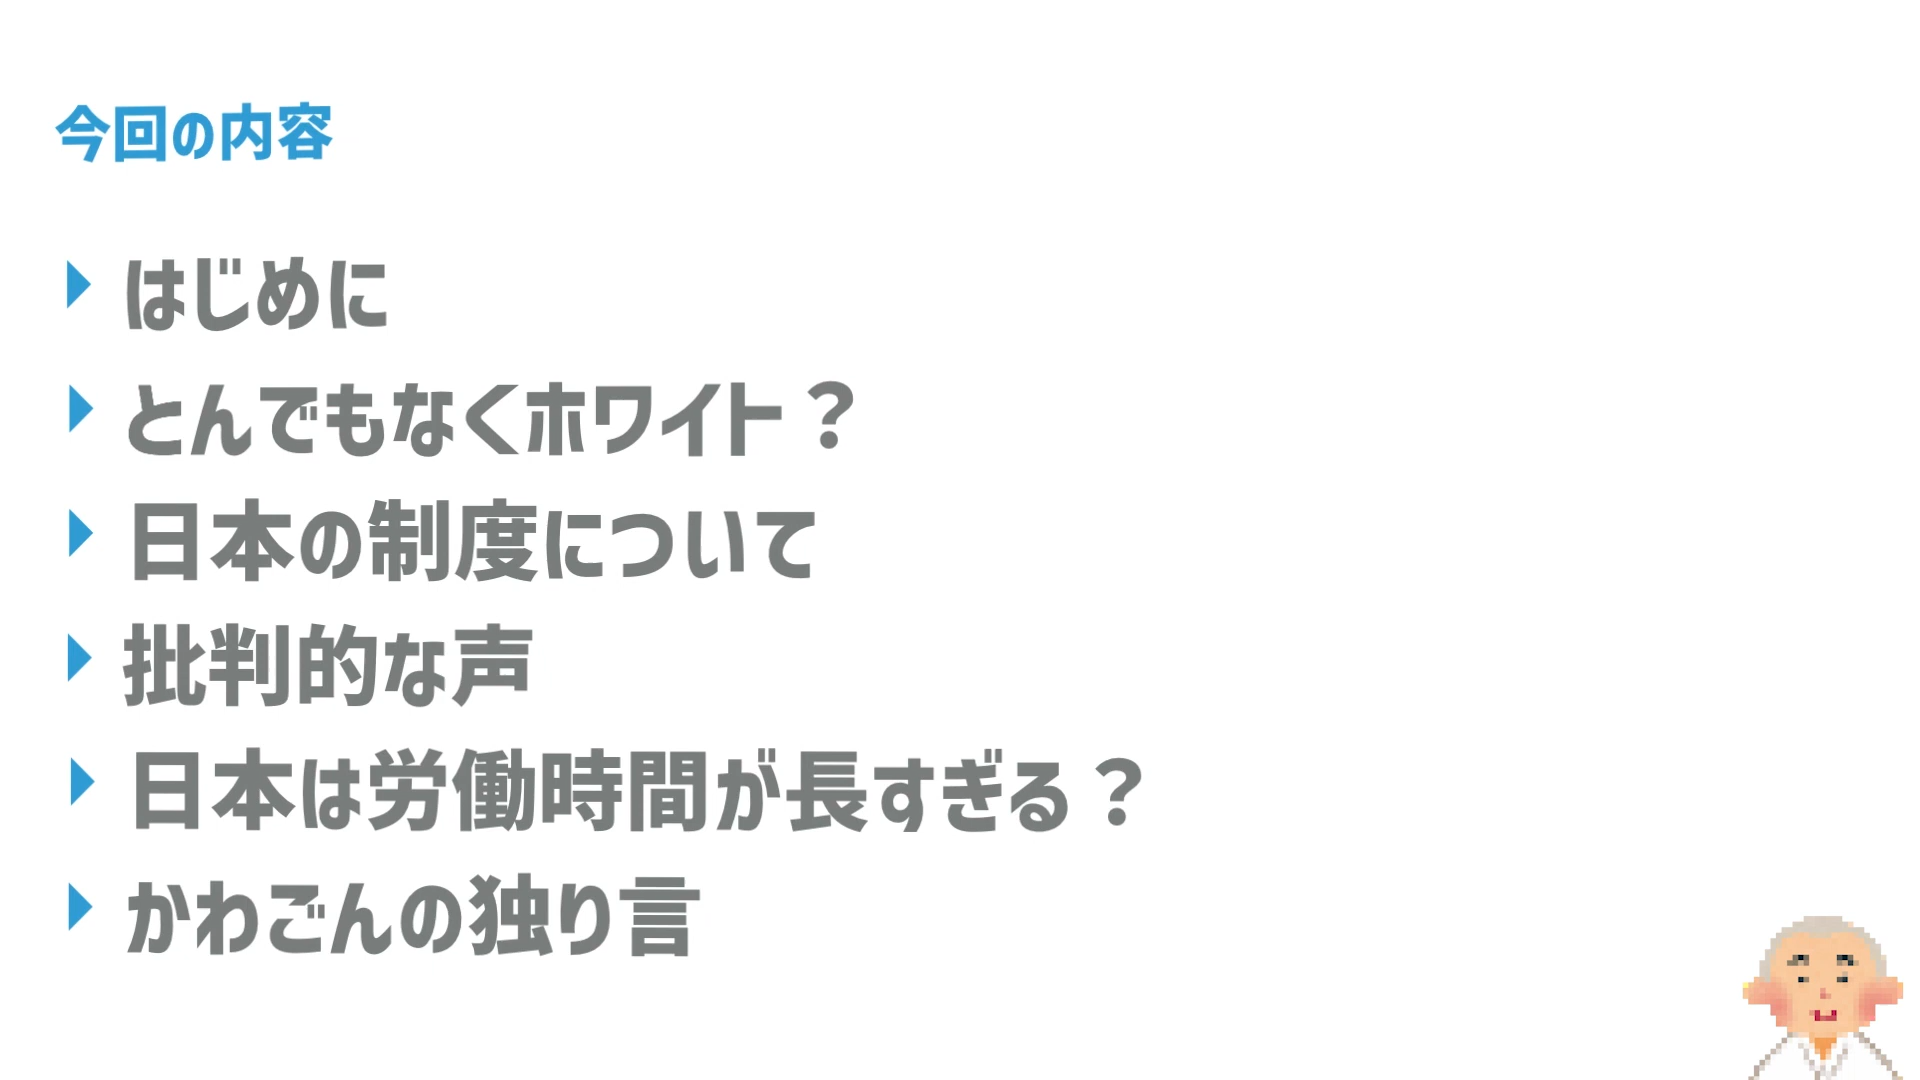 今回の内容
はじめに
とんでもなくホワイト？
日本の制度について
批判的な声
日本は労働時間が長すぎる？
かわごんの独り言